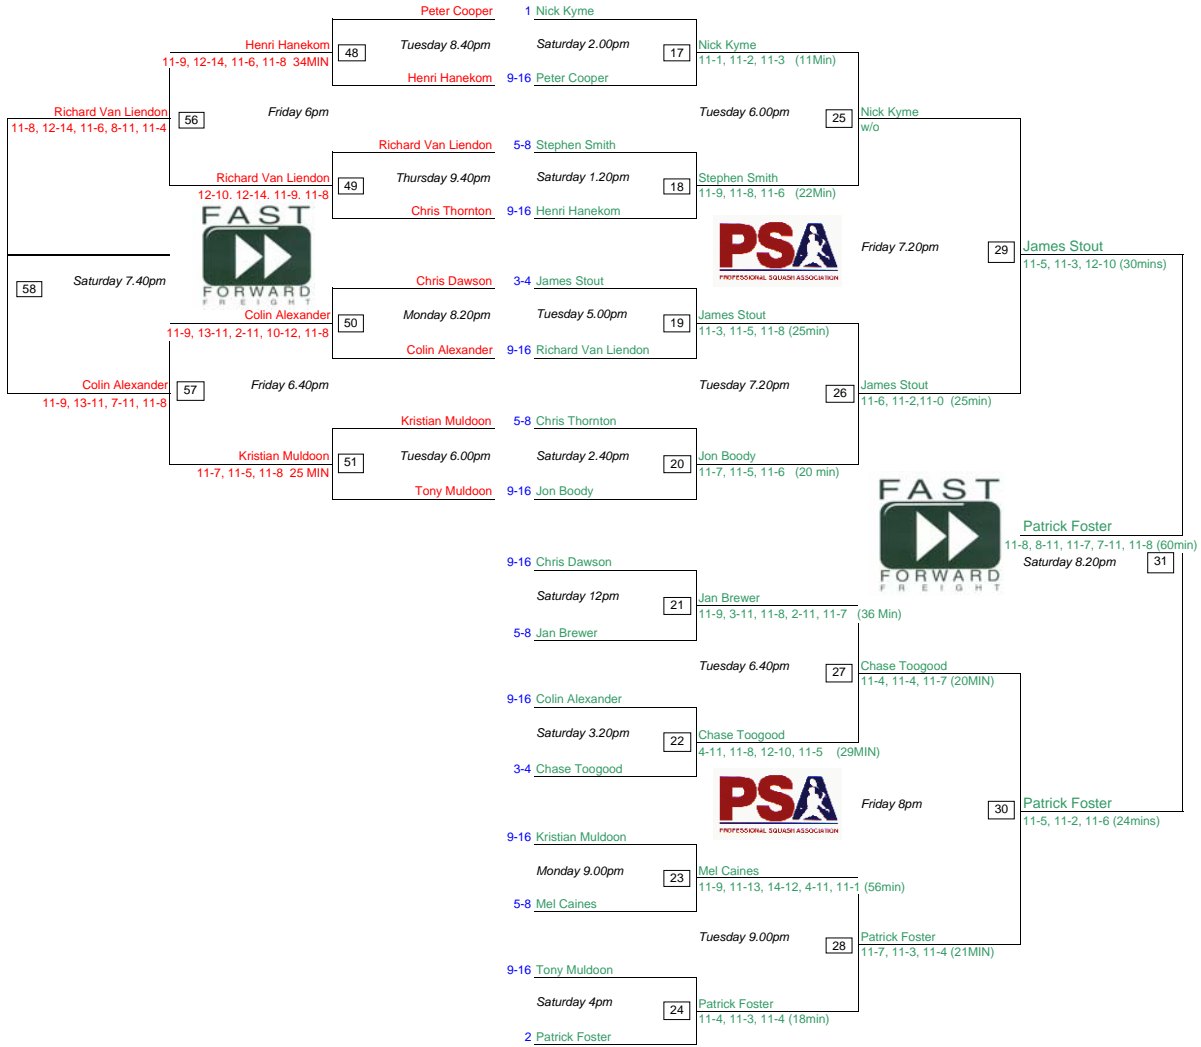 Peter Cooper
1 Nick Kyme
Henri Hanekom
48
Tuesday 8.40pm
Saturday 2.00pm
17
Nick Kyme
11-9, 12-14, 11-6, 11-8 34MIN
11-1, 11-2, 11-3 (11Min)
Henri Hanekom
9-16 Peter Cooper
Richard Van Liendon
56
Friday 6pm
Tuesday 6.00pm
25
Nick Kyme
11-8, 12-14, 11-6, 8-11, 11-4
w/o
Richard Van Liendon
5-8 Stephen Smith
Richard Van Liendon
49
Thursday 9.40pm
Saturday 1.20pm
18
Stephen Smith
12-10. 12-14. 11-9. 11-8
11-9, 11-8, 11-6 (22Min)
Chris Thornton
9-16 Henri Hanekom
FAST
FORWARD
FREIGHT
PSA
PROFESSIONAL SQUASH ASSOCIATION
Friday 7.20pm
29
James Stout
11-5, 11-3, 12-10 (30mins)
58
Saturday 7.40pm
Chris Dawson
3-4 James Stout
Colin Alexander
50
Monday 8.20pm
Tuesday 5.00pm
19
James Stout
11-9, 13-11, 2-11, 10-12, 11-8
11-3, 11-5, 11-8 (25min)
Colin Alexander
9-16 Richard Van Liendon
Colin Alexander
57
Friday 6.40pm
Tuesday 7.20pm
26
James Stout
11-9, 13-11, 7-11, 11-8
11-6, 11-2,11-0 (25min)
Kristian Muldoon
5-8 Chris Thornton
Kristian Muldoon
51
Tuesday 6.00pm
Saturday 2.40pm
20
Jon Boody
11-7, 11-5, 11-8 25 MIN
11-7, 11-5, 11-6 (20 min)
Tony Muldoon
9-16 Jon Boody
FAST
FORWARD
FREIGHT
Patrick Foster
11-8, 8-11, 11-7, 7-11, 11-8 (60min)
Saturday 8.20pm
31
9-16 Chris Dawson
Saturday 12pm
21
Jan Brewer
11-9, 3-11, 11-8, 2-11, 11-7 (36 Min)
5-8 Jan Brewer
Tuesday 6.40pm
27
Chase Toogood
11-4, 11-4, 11-7 (20MIN)
9-16 Colin Alexander
Saturday 3.20pm
22
Chase Toogood
4-11, 11-8, 12-10, 11-5 (29MIN)
3-4 Chase Toogood
PSA
PROFESSIONAL SQUASH ASSOCIATION
Friday 8pm
30
Patrick Foster
11-5, 11-2, 11-6 (24mins)
9-16 Kristian Muldoon
Monday 9.00pm
23
Mel Caines
11-9, 11-13, 14-12, 4-11, 11-1 (56min)
5-8 Mel Caines
Tuesday 9.00pm
28
Patrick Foster
11-7, 11-3, 11-4 (21MIN)
9-16 Tony Muldoon
Saturday 4pm
24
Patrick Foster
11-4, 11-3, 11-4 (18min)
2 Patrick Foster